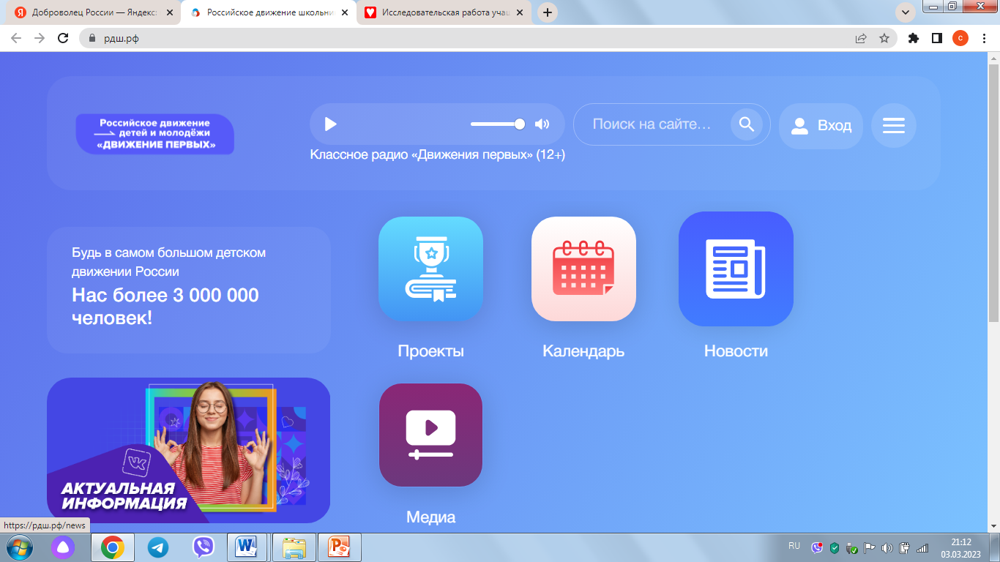 Доброволец России — Яндекс:
Российское движение школьни
Исследовательская работа уча
рдш.рф
с
Российское движение
детей и молодёжи
«ДВИЖЕНИЕ ПЕРВЫХ»
Поиск на сайте...
Вход
Классное радио «Движения первых» (12+)
Будь в самом большом детском
движении России
Нас более 3 000 000
человек!
Проекты
Календарь
Новости
АКТУАЛЬНАЯ
ИНФОРМАЦИЯ
Медиа
https://рдш.рф/news
RU
21:12
03.03.2023